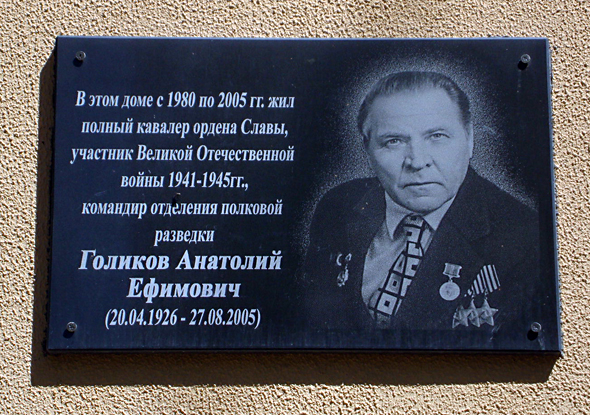 В этом доме с 1980 по 2005 гг. жил
полный кавалер ордена Славы,
участник Великой Отечественной
войны 1941-1945гг.,
командир отделения полковой
разведки
Голиков Анатолий
Ефимович
(20.04.1926 - 27.08.2005)